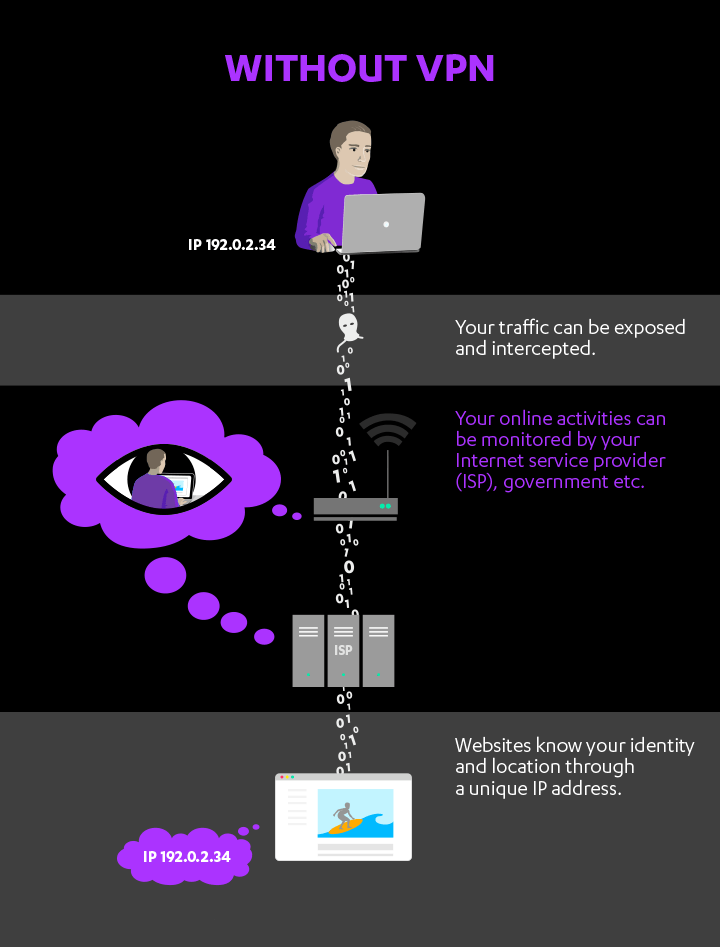 WITHOUT VPN
IP 192.0.2.34
Your traffic can be exposed
and intercepted.
Your online activities can
be monitored by your
Internet service provider
(ISP), government etc.
ISP
Websites know your identity
and location through
a unique IP address.
IP 192.0.2.34